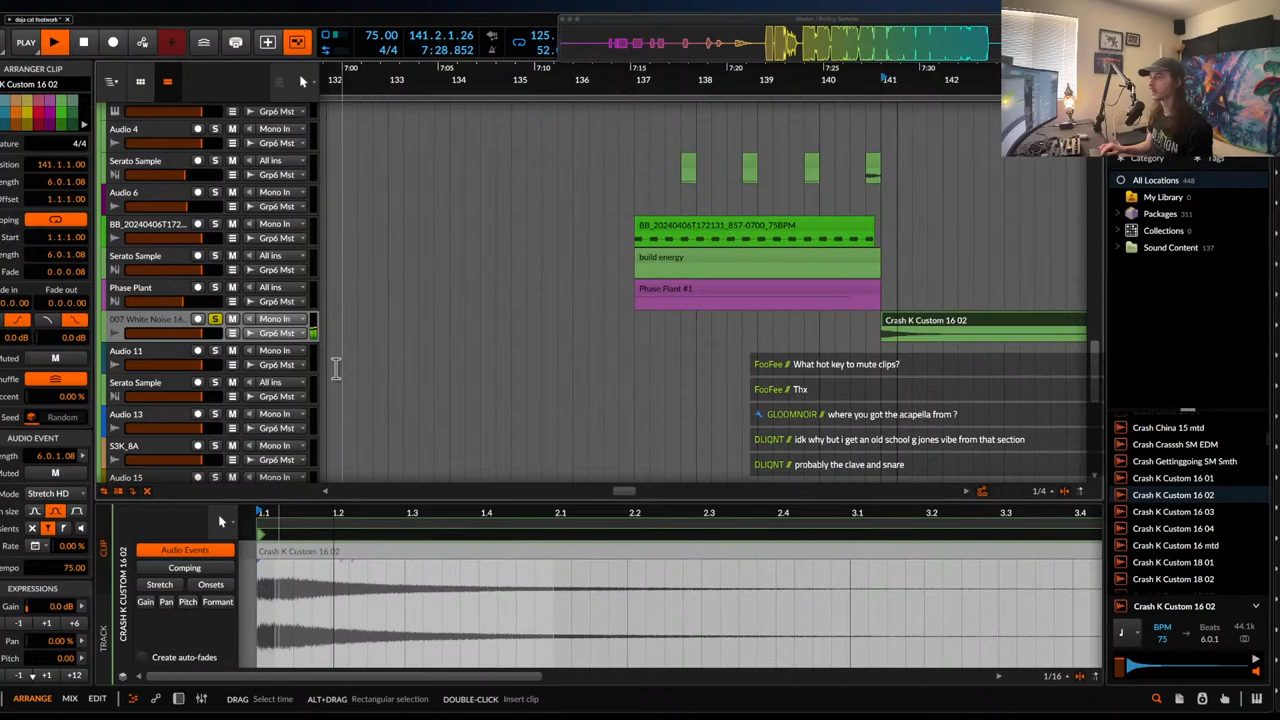 doja cat footwork*
Master / Boiling Sampler
PLAY
75.00
4/4
141.2.1.26
7:28.852
125.
52.
ARRANGER CLIP
K Custom 16 02
ature 4/4
osition 141.1.1.00
ength 6.0.1.08
Offset 1.1.1.00
ooping
Start 1.1.1.00
ength 6.0.1.08
Fade 0.0.0.08
de in Fade out
0.0.0.00 0.0.0.00
0.0 dB 0.0 dB
Muted M
huffle
ccent 0.00 %
Seed Random
AUDIO EVENT
ength 6.0.1.08
Muted M
Mode Stretch HD
n size
sients
Rate 0.00 %
empo 75.00
EXPRESSIONS
Gain 0.0 dB
-1 +1 +6
Pan 0.00 %
Pitch 0.00
-1 +1 +12
7:00 7:05 7:10 7:15 7:20 7:25 7:30
132 133 134 135 136 137 138 139 140 141 142
Grp6 Mst
Audio 4 S M Mono In
Grp6 Mst
Serato Sample S M All ins
Grp6 Mst
Audio 6 S M Mono In
Grp6 Mst
BB_20240406T172... S M Mono In
Grp6 Mst
Serato Sample S M Mono In
Grp6 Mst
Phase Plant S M Mono In
Grp6 Mst
007 White Noise 16... S M Mono In
Grp6 Mst
Audio 11 S M Mono In
Grp6 Mst
Serato Sample S M All ins
Grp6 Mst
Audio 13 S M Mono In
Grp6 Mst
S3K_8A S M Mono In
Grp6 Mst
Audio 15 S M Mono In
BB_20240406T172131_857-0700_75BPM
build energy
Phase Plant #1
Crash K Custom 16 02
FooFee // What hot key to mute clips?
FooFee // Thx
GLOOMNOIR // where you got the acapella from ?
DLIQNT // idk why but i get an old school g jones vibe from that section
DLIQNT // probably the clave and snare
1/4
CLIP
TRACK
CRASH K CUSTOM 16 02
Audio Events
Comping
Stretch Onsets
Gain Pan Pitch Formant
Create auto-fades
1.1 1.2 1.3 1.4 2.1 2.2 2.3 2.4 3.1 3.2 3.3 3.4
Crash K Custom 16 02
1/16
Category Tags
All Locations 448
My Library 0
Packages 311
Collections 0
Sound Content 137
Crash China 15 mtd
Crash Crasssh SM EDM
Crash Gettinggoing SM Smth
Crash K Custom 16 01
Crash K Custom 16 02
Crash K Custom 16 03
Crash K Custom 16 04
Crash K Custom 16 mtd
Crash K Custom 18 01
Crash K Custom 18 02
Crash K Custom 16 02
BPM
75
Beats
6.0.1
44.1k
ARRANGE MIX EDIT
DRAG Select time ALT+DRAG Rectangular selection DOUBLE-CLICK Insert clip